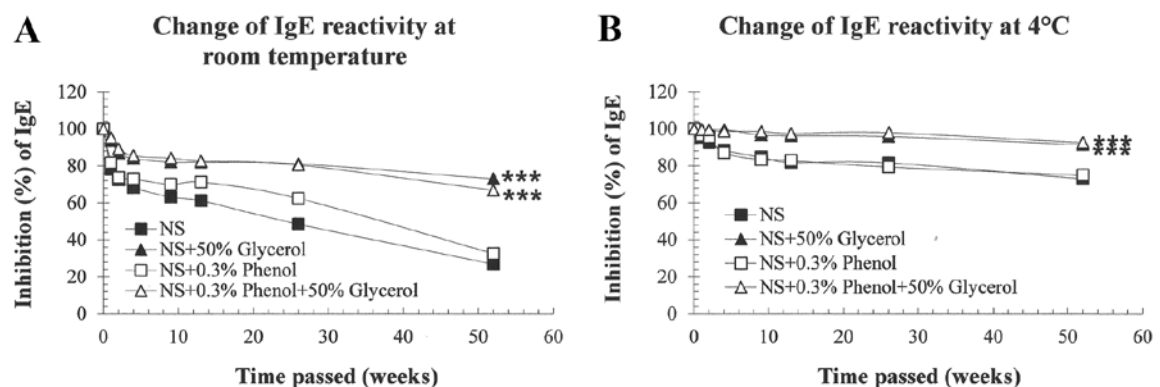 A
Change of IgE reactivity at
room temperature
Inhibition (%) of IgE
120
100
80
60
40
20
0
***
***
NS
NS+50% Glycerol
NS+0.3% Phenol
NS+0.3% Phenol+50% Glycerol
0 10 20 30 40 50 60
Time passed (weeks)
B
Change of IgE reactivity at 4°C
Inhibition (%) of IgE
120
100
80
60
40
20
0
***
***
NS
NS+50% Glycerol
NS+0.3% Phenol
NS+0.3% Phenol+50% Glycerol
0 10 20 30 40 50 60
Time passed (weeks)